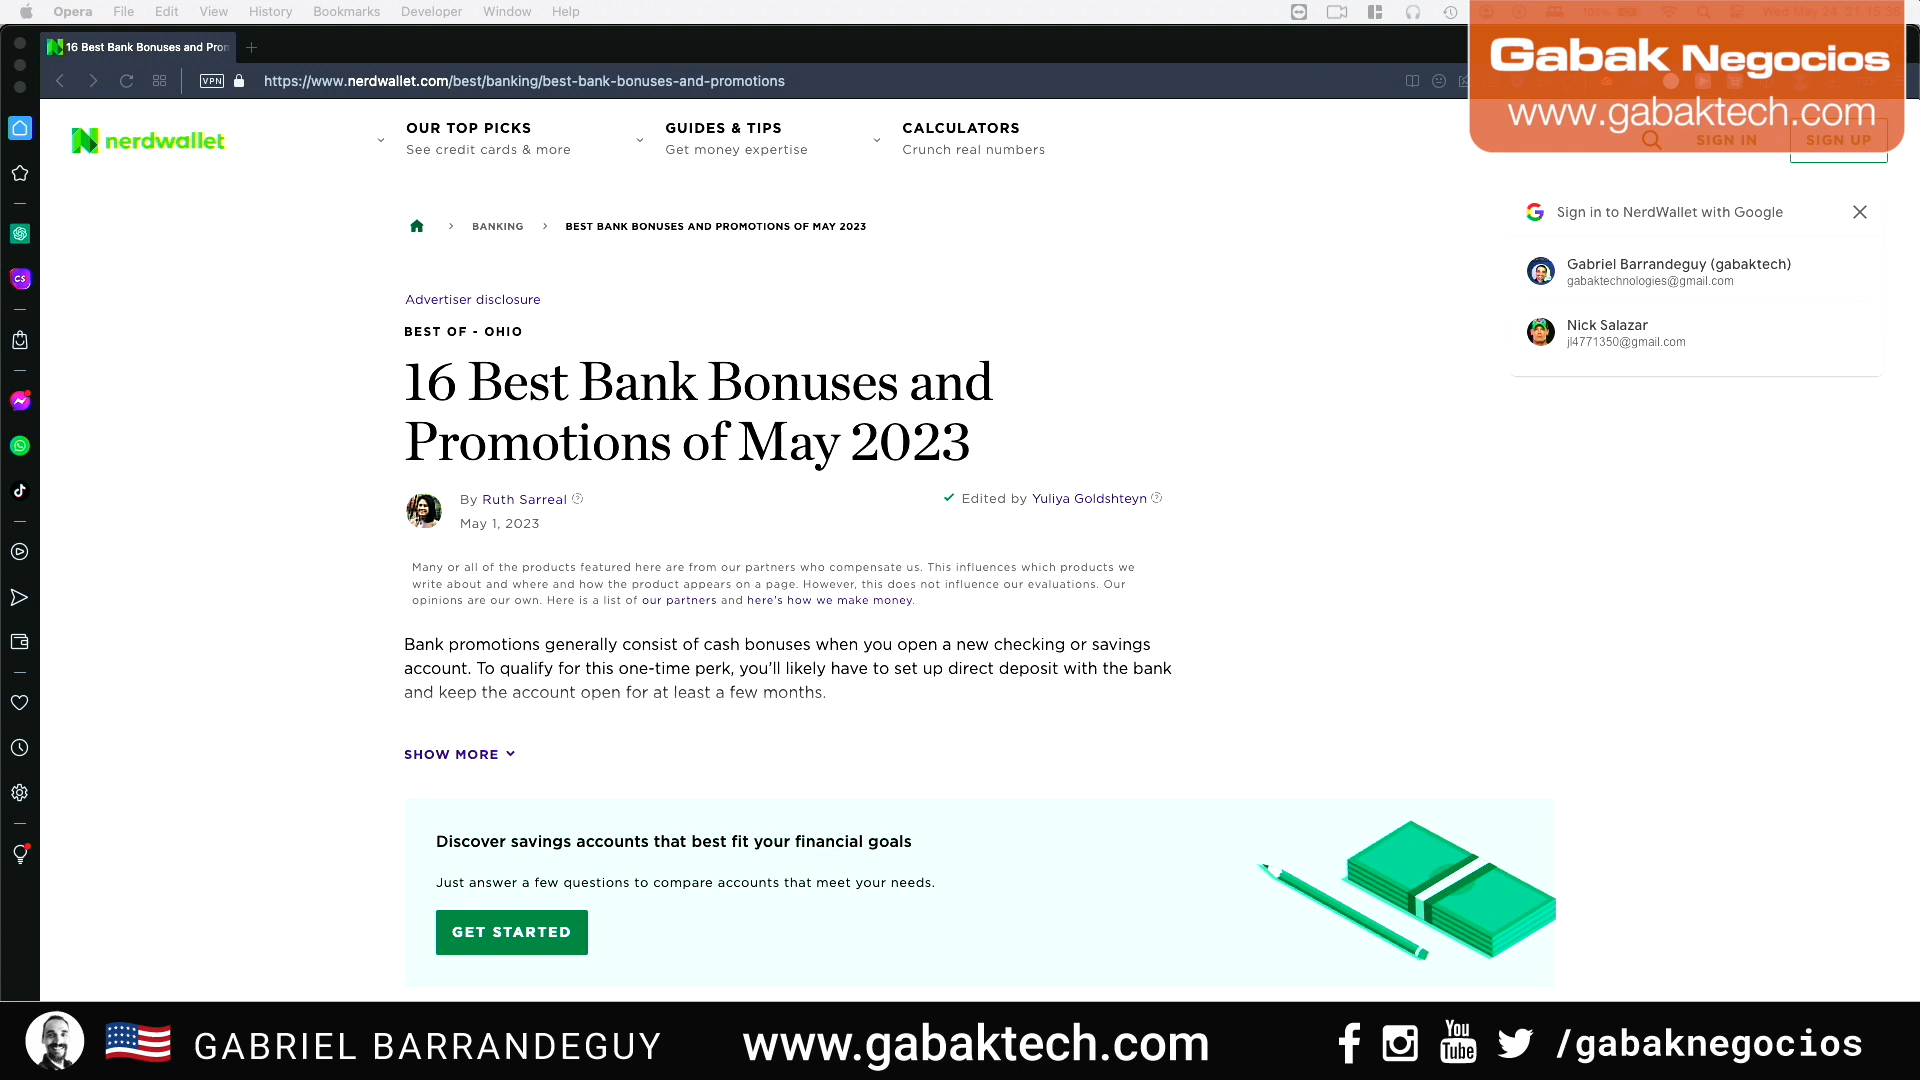 Opera File Edit View History Bookmarks Developer Window Help
16 Best Bank Bonuses and Pron
VPN https://www.nerdwallet.com/best/banking/best-bank-bonuses-and-promotions
Gabak Negocios
www.gabaktech.com
nerdwallet
OUR TOP PICKS
See credit cards & more
GUIDES & TIPS
Get money expertise
CALCULATORS
Crunch real numbers
SIGN IN
SIGN UP
BANKING
BEST BANK BONUSES AND PROMOTIONS OF MAY 2023
Sign in to NerdWallet with Google
Gabriel Barrandeguy (gabaktech)
gabaktechnologies@gmail.com
Nick Salazar
jl4771350@gmail.com
Advertiser disclosure
BEST OF - OHIO
16 Best Bank Bonuses and
Promotions of May 2023
By Ruth Sarreal
May 1, 2023
Edited by Yuliya Goldshteyn
Many or all of the products featured here are from our partners who compensate us. This influences which products we
write about and where and how the product appears on a page. However, this does not influence our evaluations. Our
opinions are our own. Here is a list of our partners and here's how we make money.
Bank promotions generally consist of cash bonuses when you open a new checking or savings
account. To qualify for this one-time perk, you'll likely have to set up direct deposit with the bank
and keep the account open for at least a few months.
SHOW MORE
Discover savings accounts that best fit your financial goals
Just answer a few questions to compare accounts that meet your needs.
GET STARTED
CS
GABRIEL BARRANDEGUY
www.gabaktech.com
You
Tube
/gabaknegocios